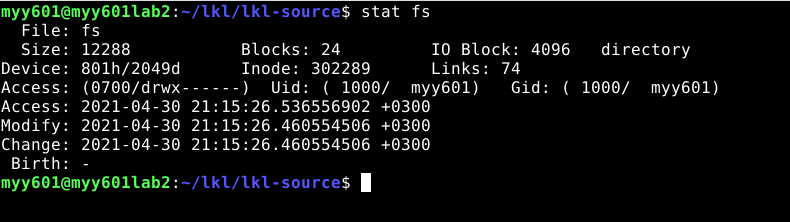 myy601@myy601lab2:~/lkl/lkl-source$ stat fs
  File: fs
  Size: 12288           Blocks: 24         IO Block: 4096   directory
Device: 801h/2049d      Inode: 302289      Links: 74
Access: (0700/drwx------)  Uid: ( 1000/  myy601)   Gid: ( 1000/  myy601)
Access: 2021-04-30 21:15:26.536556902 +0300
Modify: 2021-04-30 21:15:26.460554506 +0300
Change: 2021-04-30 21:15:26.460554506 +0300
 Birth: -
myy601@myy601lab2:~/lkl/lkl-source$